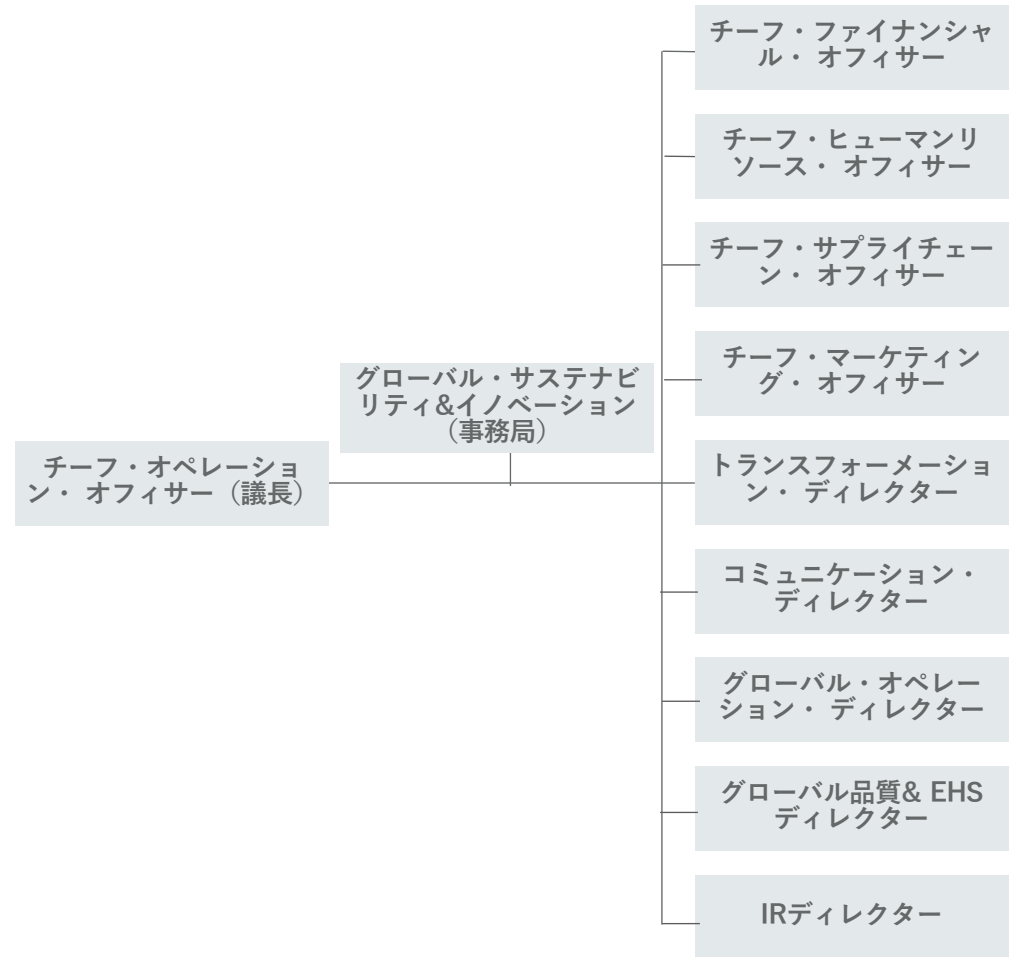 チーフ・ファイナンシャ
ル・ オフィサー
チーフ・ヒューマンリ
ソース・ オフィサー
チーフ・サプライチェー
ン・ オフィサー
チーフ・マーケティン
グ・ オフィサー
グローバル・サステナビ
リティ&イノベーション
（事務局）
チーフ・オペレーショ
ン・ オフィサー（議長）
トランスフォーメーショ
ン・ ディレクター
コミュニケーション・
ディレクター
グローバル・オペレー
ション・ ディレクター
グローバル品質& EHS
ディレクター
IRディレクター